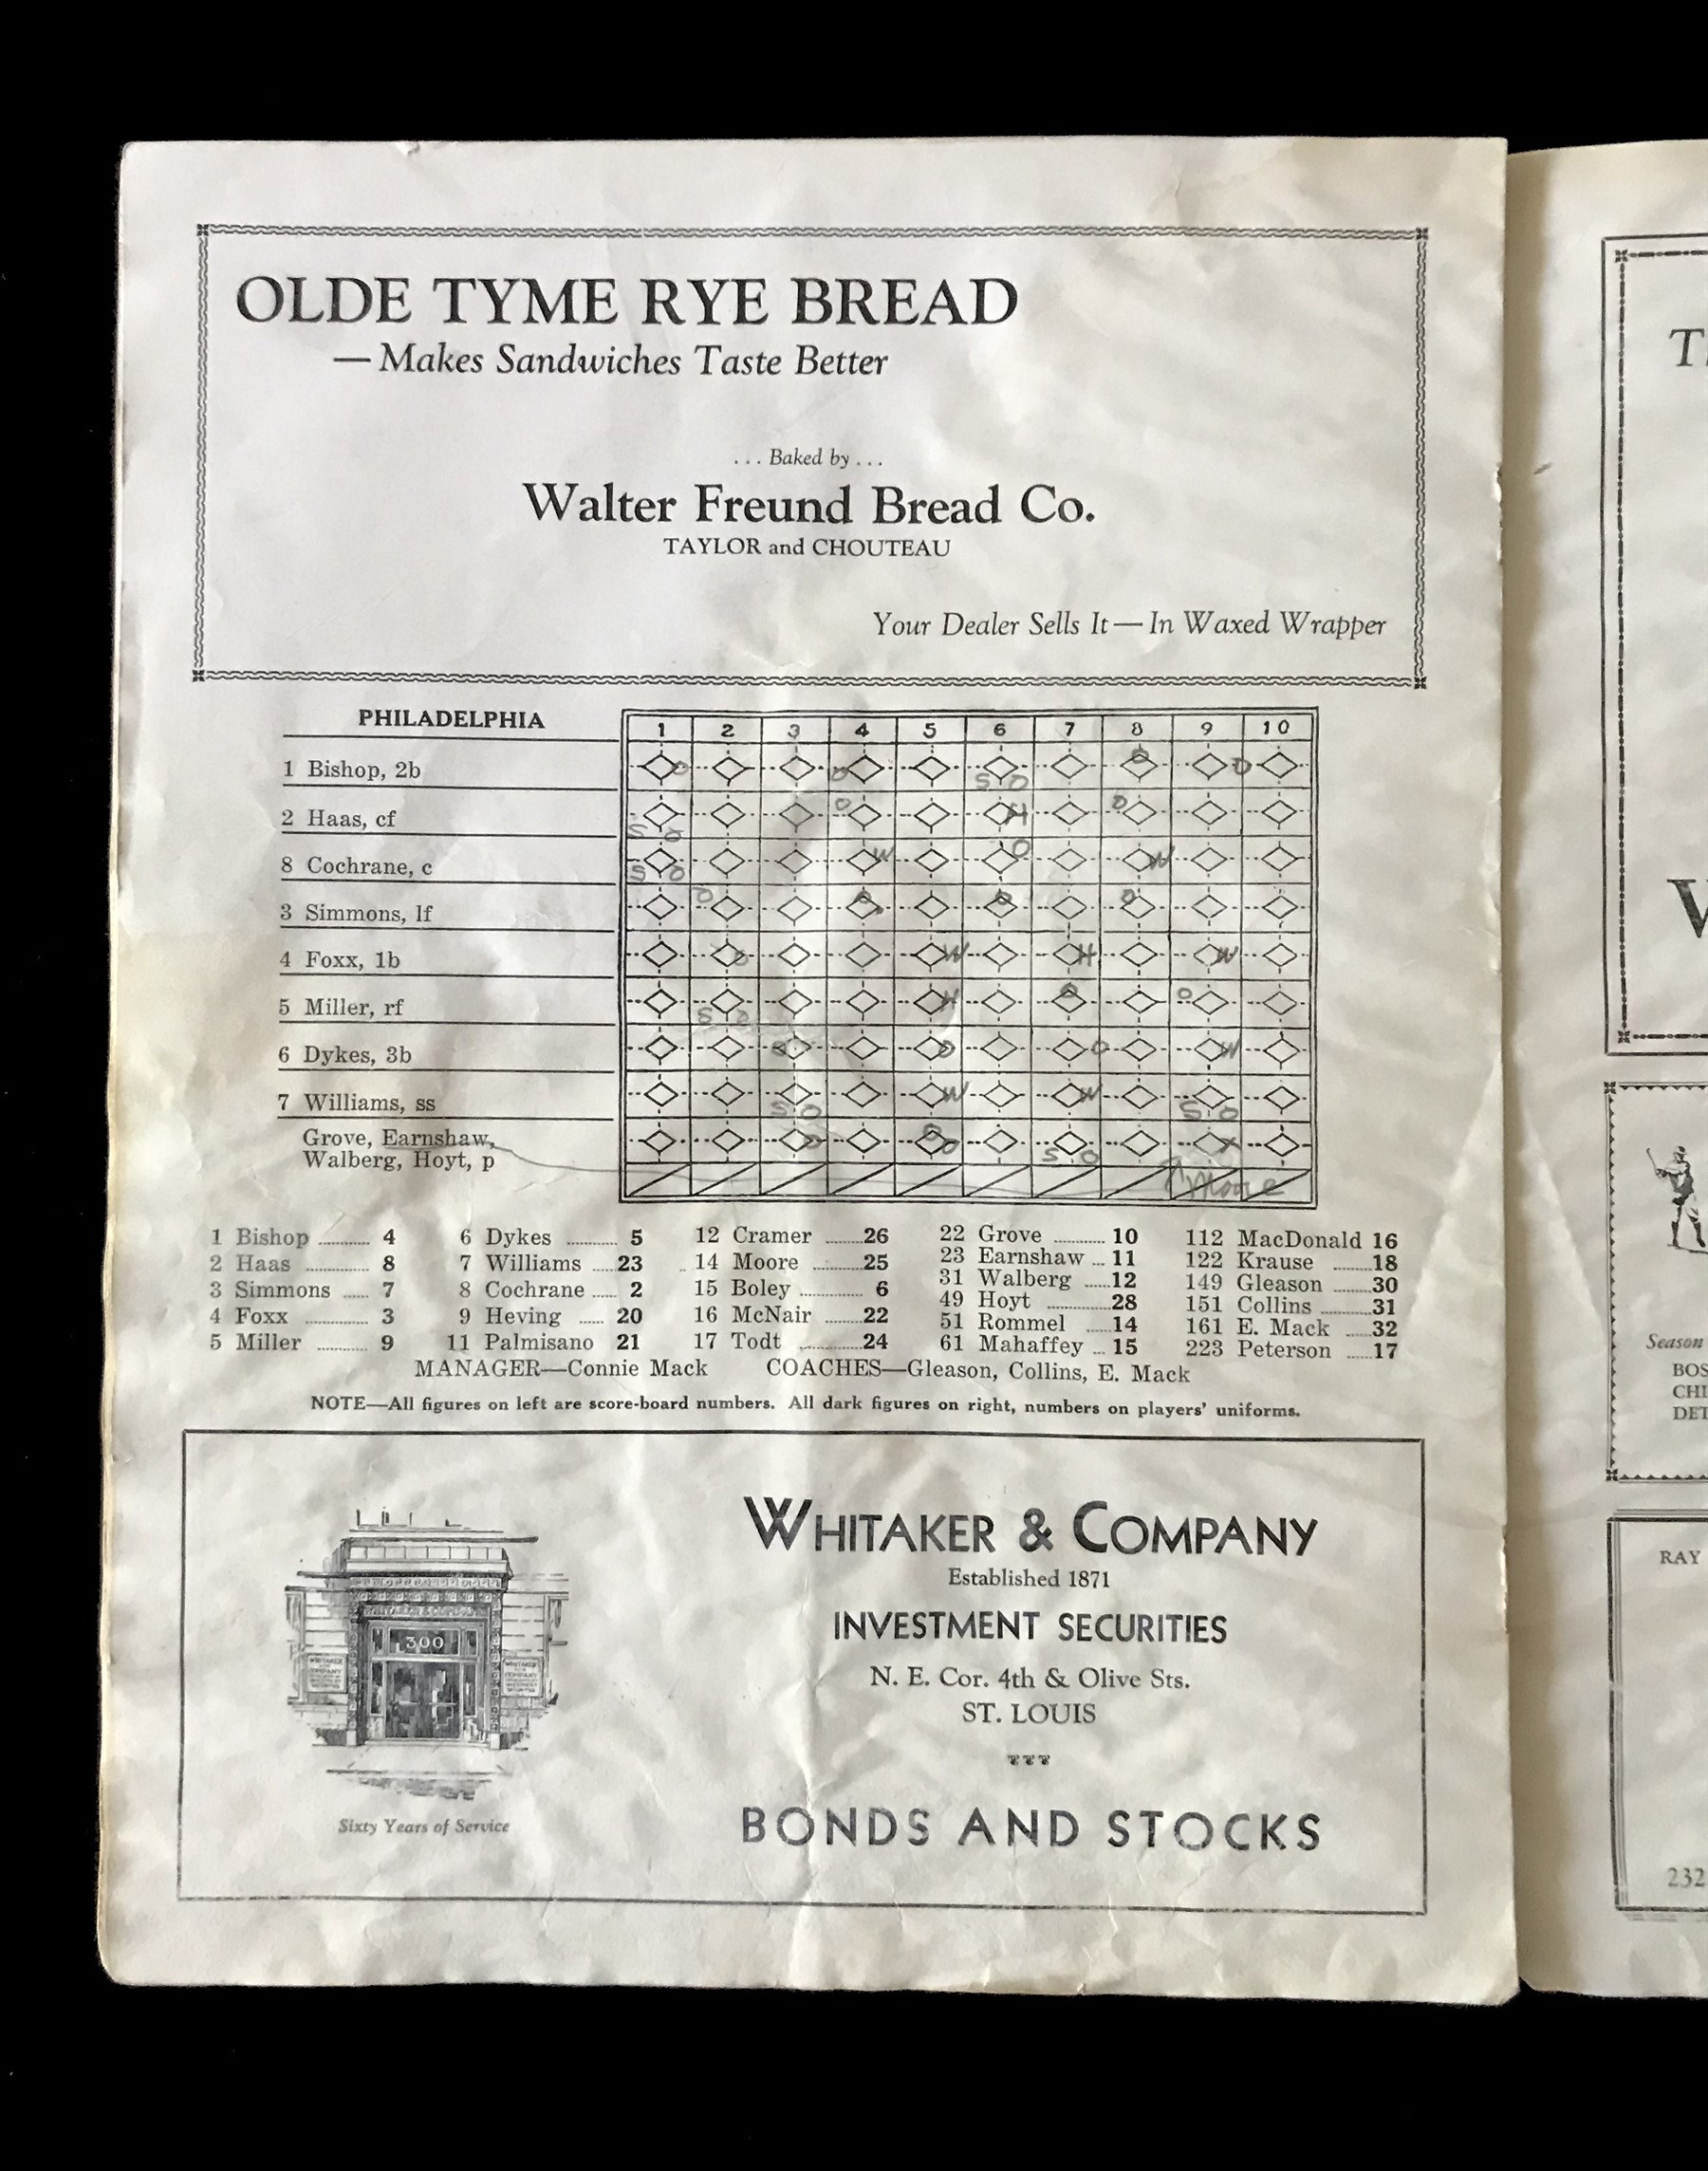 OLDE TYME RYE BREAD
— Makes Sandwiches Taste Better
... Baked by ...
Walter Freund Bread Co.
TAYLOR and CHOUTEAU
Your Dealer Sells It — In Waxed Wrapper
PHILADELPHIA 1 2 3 4 5 6 7 8 9 10
1 Bishop, 2b O O S O O O
2 Haas, cf S O O H O
8 Cochrane, c S O W O W
3 Simmons, lf O O O O
4 Foxx, 1b O W H W
5 Miller, rf S O H O O
6 Dykes, 3b O O O W
7 Williams, ss S O W W S O
Grove, Earnshaw,
Walberg, Hoyt, p O O O S O
Moore
1 Bishop 4 6 Dykes 5 12 Cramer 26 22 Grove 10 112 MacDonald 16
2 Haas 8 7 Williams 23 14 Moore 25 23 Earnshaw 11 122 Krause 18
3 Simmons 7 8 Cochrane 2 15 Boley 6 31 Walberg 12 149 Gleason 30
4 Foxx 3 9 Heving 20 16 McNair 22 49 Hoyt 28 151 Collins 31
5 Miller 9 11 Palmisano 21 17 Todt 24 51 Rommel 14 161 E. Mack 32
61 Mahaffey 15 223 Peterson 17
MANAGER—Connie Mack COACHES—Gleason, Collins, E. Mack
NOTE—All figures on left are score-board numbers. All dark figures on right, numbers on players' uniforms.
300
Sixty Years of Service
WHITAKER & COMPANY
Established 1871
INVESTMENT SECURITIES
N. E. Cor. 4th & Olive Sts.
ST. LOUIS
BONDS AND STOCKS
Season
BOS
CHI
DET
RAY
232